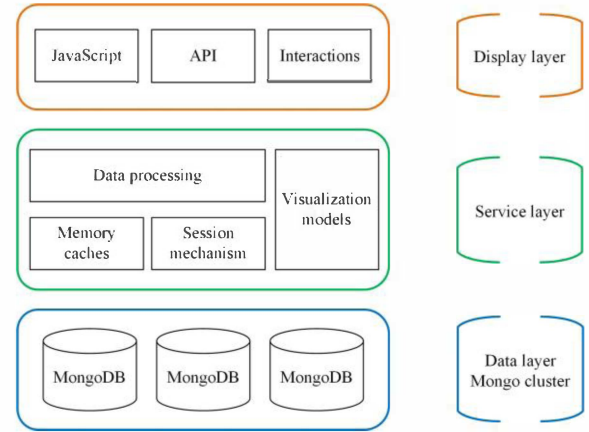 JavaScript
API
Interactions
Display layer
Data processing
Visualization
models
Memory
caches
Session
mechanism
Service layer
MongoDB
MongoDB
MongoDB
Data layer
Mongo cluster